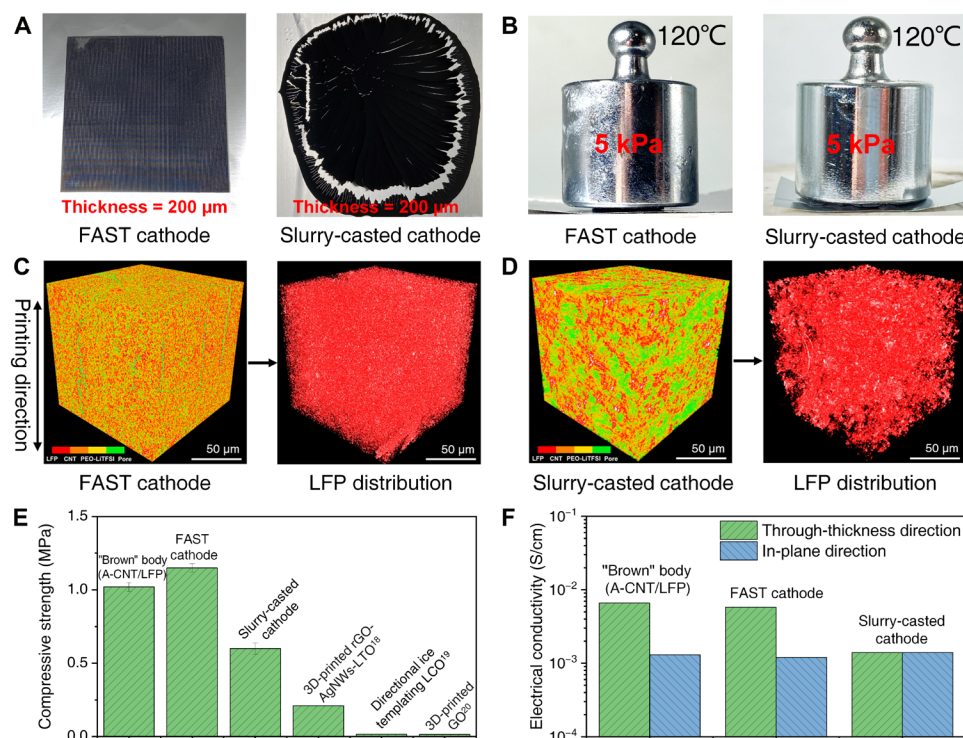 A
Thickness = 200 μm
FAST cathode
Thickness = 200 μm
Slurry-casted cathode
B
120℃
5 kPa
FAST cathode
120℃
5 kPa
Slurry-casted cathode
C
Printing direction
LFP CNT PEO-LiTFSI Pore
50 μm
FAST cathode
50 μm
LFP distribution
D
LFP CNT PEO-LiTFSI Pore
50 μm
Slurry-casted cathode
50 μm
LFP distribution
E
Compressive strength (MPa)
1.5
1.0
0.5
0.0
"Brown" body
(A-CNT/LFP)
FAST
cathode
Slurry-casted
cathode
3D-printed rGO-
AgNWs-LTO18
Directional ice
templating LCO19
3D-printed
GO20
F
Electrical conductivity (S/cm)
10⁻¹
10⁻²
10⁻³
10⁻⁴
Through-thickness direction
In-plane direction
"Brown" body
(A-CNT/LFP)
FAST cathode
Slurry-casted
cathode